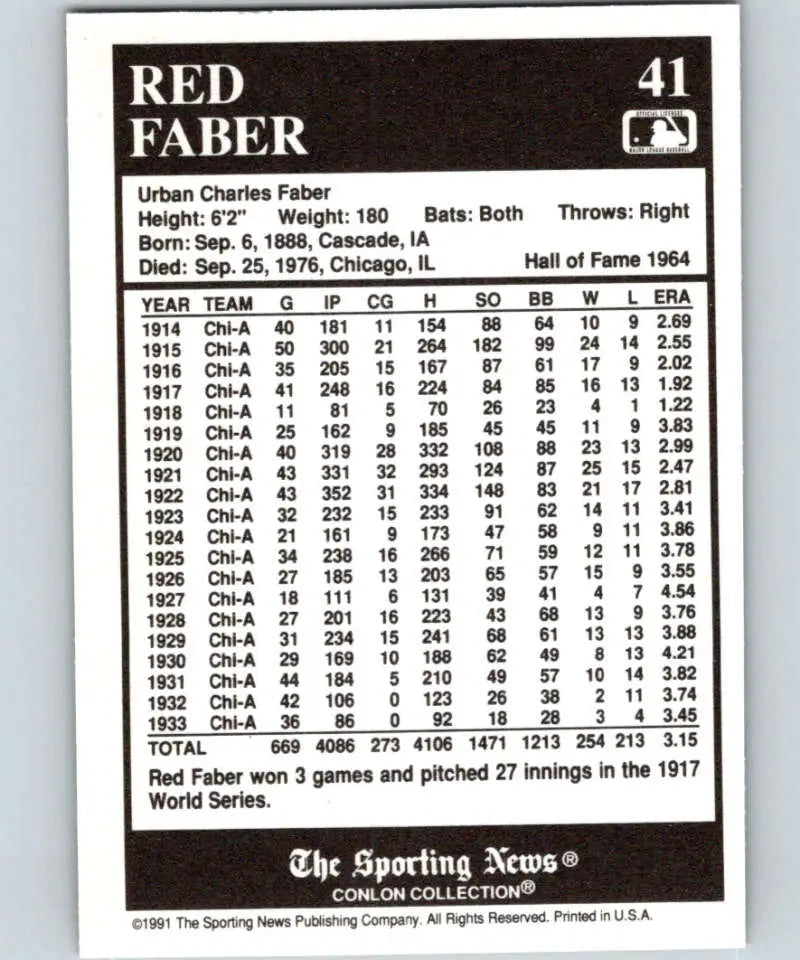 RED
FABER
41
OFFICIAL LICENSEE
MAJOR LEAGUE BASEBALL
Urban Charles Faber
Height: 6'2" Weight: 180 Bats: Both Throws: Right
Born: Sep. 6, 1888, Cascade, IA
Died: Sep. 25, 1976, Chicago, IL Hall of Fame 1964
YEAR TEAM G IP CG H SO BB W L ERA
1914 Chi-A 40 181 11 154 88 64 10 9 2.69
1915 Chi-A 50 300 21 264 182 99 24 14 2.55
1916 Chi-A 35 205 15 167 87 61 17 9 2.02
1917 Chi-A 41 248 16 224 84 85 16 13 1.92
1918 Chi-A 11 81 5 70 26 23 4 1 1.22
1919 Chi-A 25 162 9 185 45 45 11 9 3.83
1920 Chi-A 40 319 28 332 108 88 23 13 2.99
1921 Chi-A 43 331 32 293 124 87 25 15 2.47
1922 Chi-A 43 352 31 334 148 83 21 17 2.81
1923 Chi-A 32 232 15 233 91 62 14 11 3.41
1924 Chi-A 21 161 9 173 47 58 9 11 3.86
1925 Chi-A 34 238 16 266 71 59 12 11 3.78
1926 Chi-A 27 185 13 203 65 57 15 9 3.55
1927 Chi-A 18 111 6 131 39 41 4 7 4.54
1928 Chi-A 27 201 16 223 43 68 13 9 3.76
1929 Chi-A 31 234 15 241 68 61 13 13 3.88
1930 Chi-A 29 169 10 188 62 49 8 13 4.21
1931 Chi-A 44 184 5 210 49 57 10 14 3.82
1932 Chi-A 42 106 0 123 26 38 2 11 3.74
1933 Chi-A 36 86 0 92 18 28 3 4 3.45
TOTAL 669 4086 273 4106 1471 1213 254 213 3.15
Red Faber won 3 games and pitched 27 innings in the 1917
World Series.
The Sporting News®
CONLON COLLECTION®
©1991 The Sporting News Publishing Company. All Rights Reserved. Printed in U.S.A.